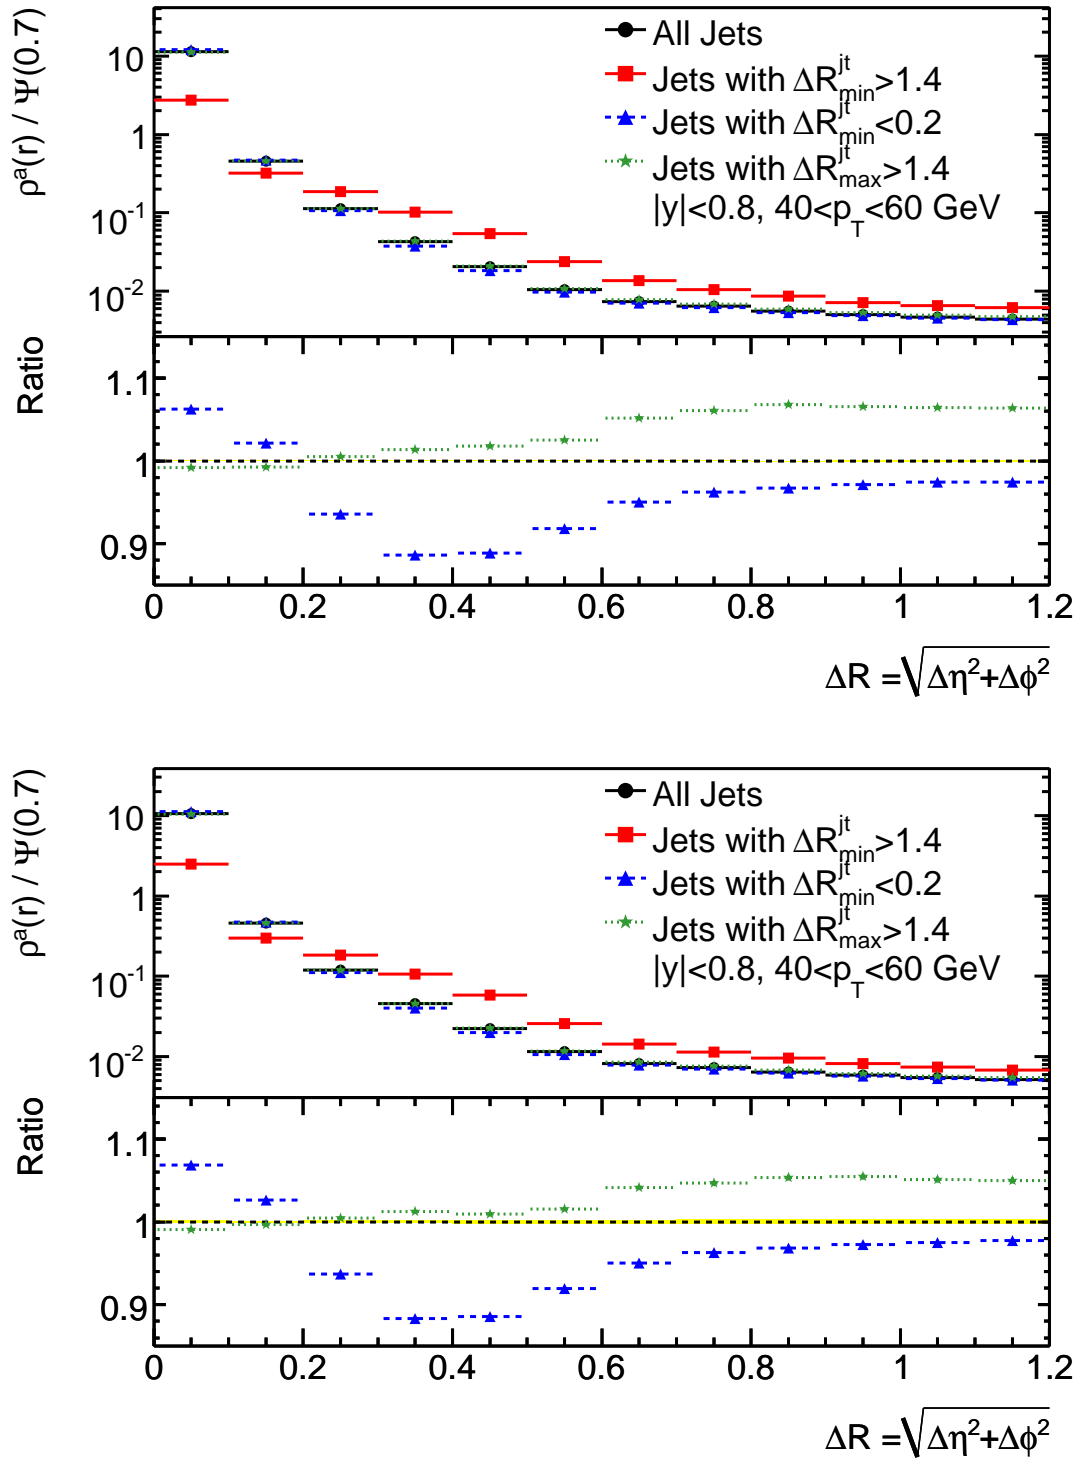 ρᵃ(r) / Ψ(0.7)
10
1
10⁻¹
10⁻²
All Jets
Jets with ΔR^jt_min>1.4
Jets with ΔR^jt_min<0.2
Jets with ΔR^jt_max>1.4
|y|<0.8, 40<p_T<60 GeV
Ratio
1.1
1
0.9
0 0.2 0.4 0.6 0.8 1 1.2
ΔR =√Δη²+Δϕ²
ρᵃ(r) / Ψ(0.7)
10
1
10⁻¹
10⁻²
All Jets
Jets with ΔR^jt_min>1.4
Jets with ΔR^jt_min<0.2
Jets with ΔR^jt_max>1.4
|y|<0.8, 40<p_T<60 GeV
Ratio
1.1
1
0.9
0 0.2 0.4 0.6 0.8 1 1.2
ΔR =√Δη²+Δϕ²